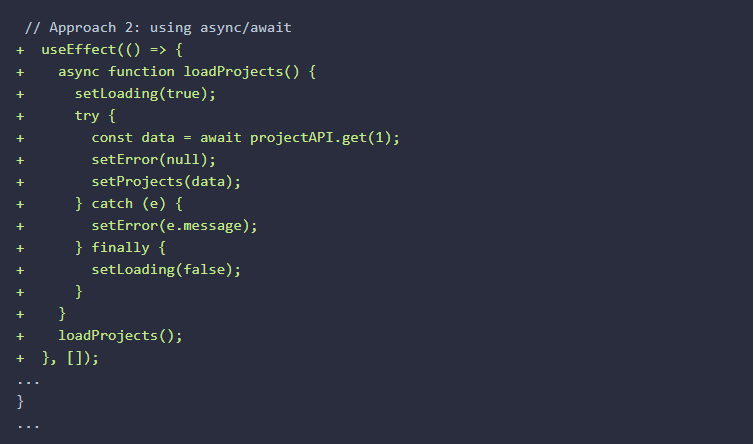 // Approach 2: using async/await
+  useEffect(() => {
+    async function loadProjects() {
+      setLoading(true);
+      try {
+        const data = await projectAPI.get(1);
+        setError(null);
+        setProjects(data);
+      } catch (e) {
+        setError(e.message);
+      } finally {
+        setLoading(false);
+      }
+    }
+    loadProjects();
+  }, []);
...
}
...